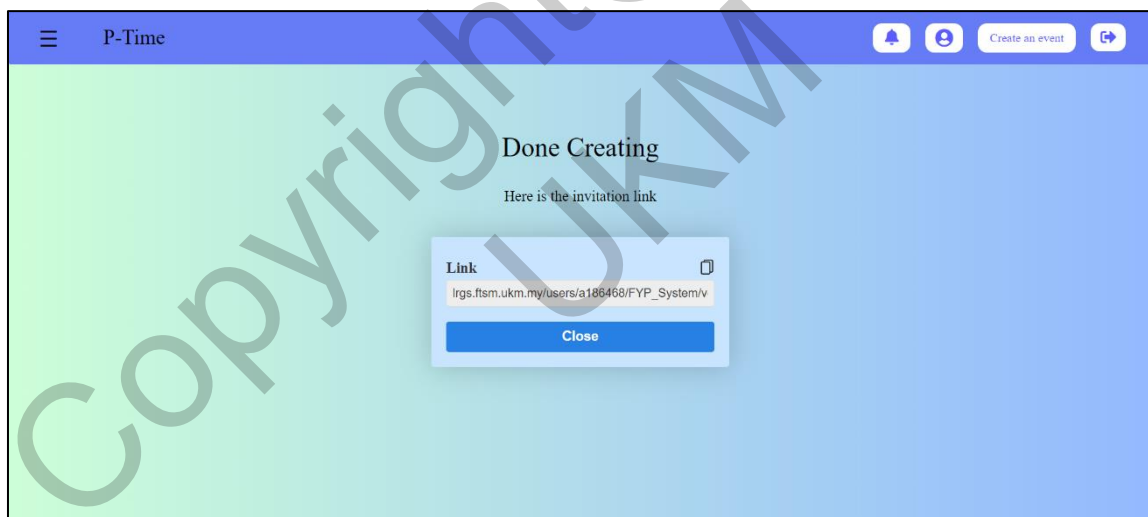 P-Time
Create an event
Done Creating
Here is the invitation link
Link
lrgs.ftsm.ukm.my/users/a186468/FYP_System/v
Close
Copyright
UKM